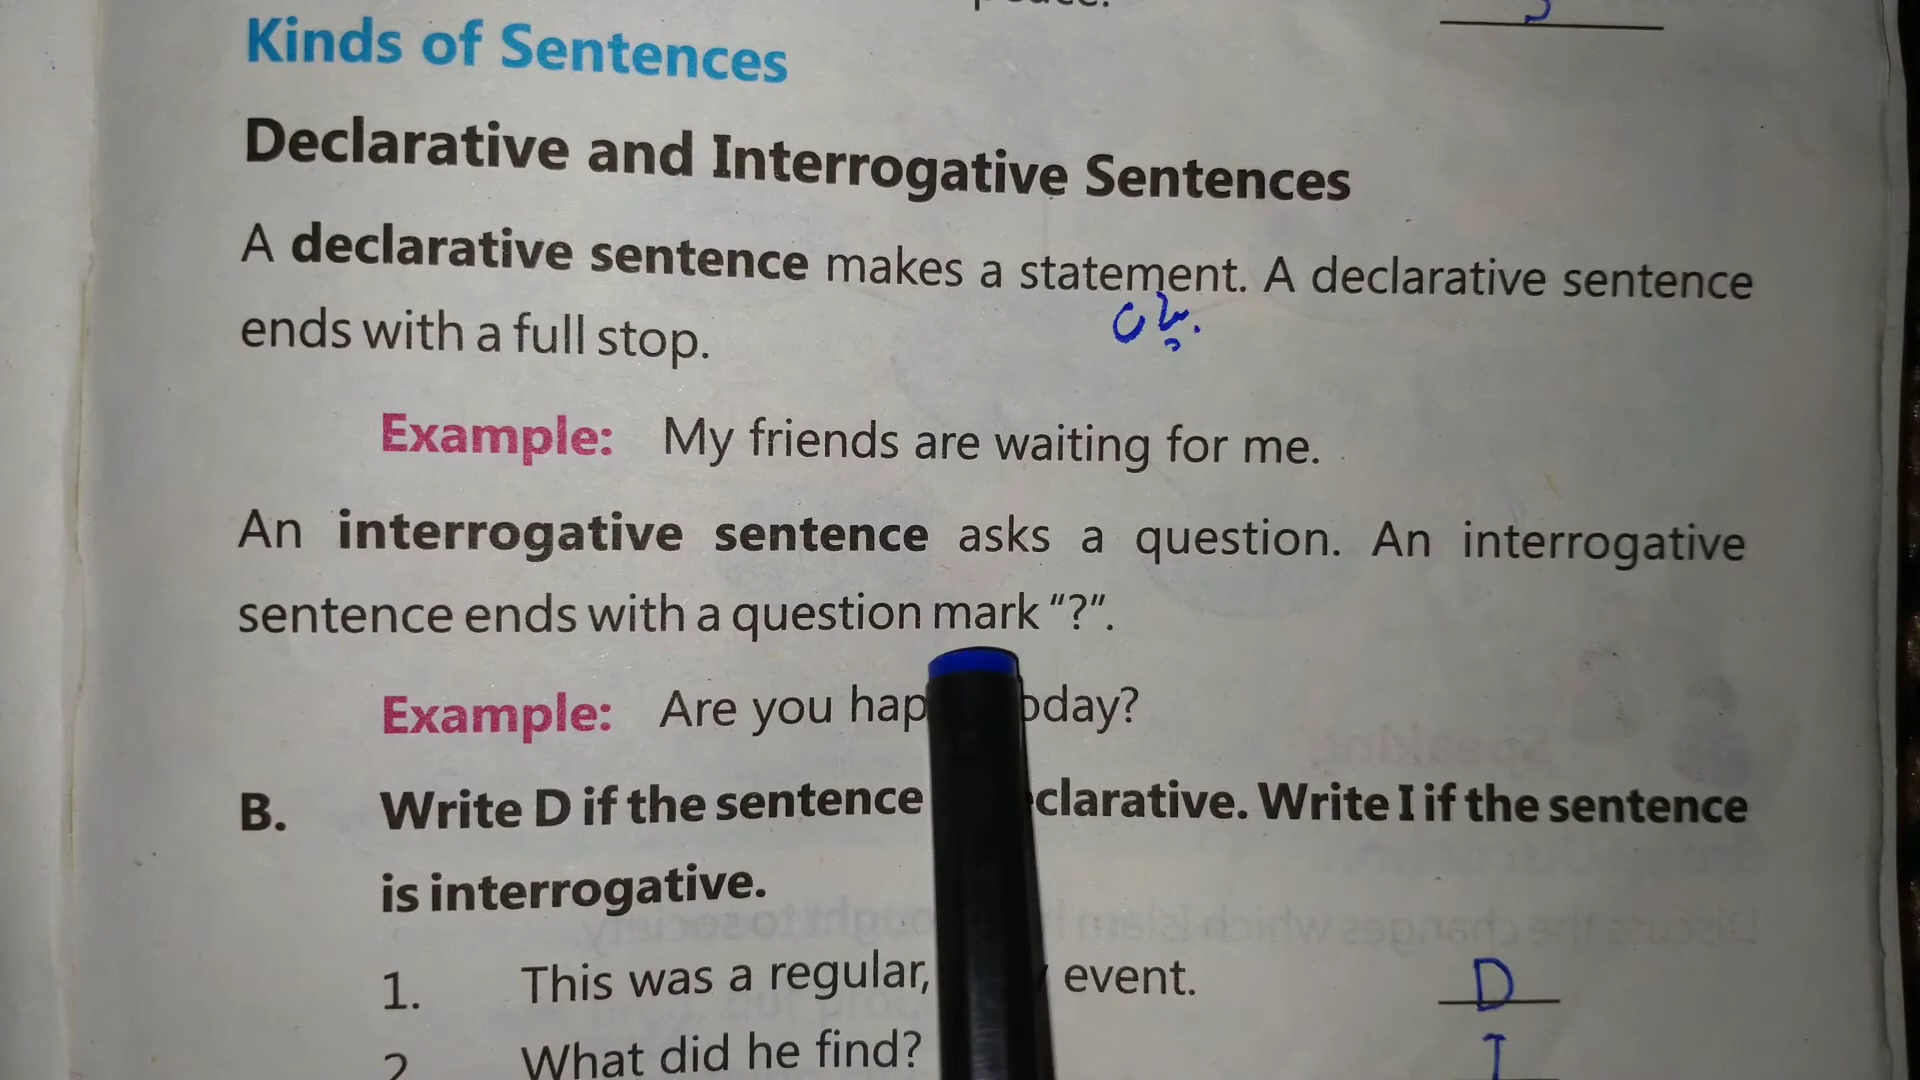 Kinds of Sentences
Declarative and Interrogative Sentences
A declarative sentence makes a statement. A declarative sentence
بیان
ends with a full stop.
Example: My friends are waiting for me.
An interrogative sentence asks a question. An interrogative
sentence ends with a question mark "?".
Example: Are you
B. Write D if the sentence Write I if the sentence
is interrogative.
1. This was a regular, event. D
2 What did he find? I